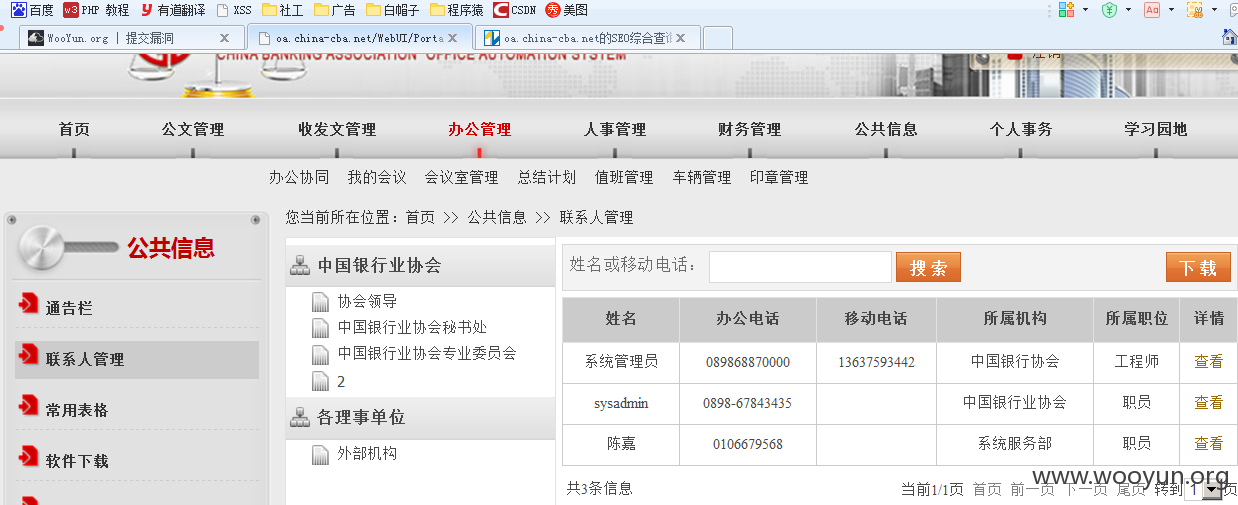 百度 PHP 教程 有道翻译 XSS 社工 广告 白帽子 程序猿 CSDN 美图
WooYun.org | 提交漏洞 oa.china-cba.net/WebUI/Porta oa.china-cba.net的SEO综合查询
CHINA BANKING ASSOCIATION OFFICE AUTOMATION SYSTEM 注销
首页 公文管理 收发文管理 办公管理 人事管理 财务管理 公共信息 个人事务 学习园地
办公协同 我的会议 会议室管理 总结计划 值班管理 车辆管理 印章管理
您当前所在位置：首页 >> 公共信息 >> 联系人管理
公共信息
通告栏
联系人管理
常用表格
软件下载
中国银行业协会
协会领导
中国银行业协会秘书处
中国银行业协会专业委员会
2
各理事单位
外部机构
姓名或移动电话： 搜索 下载
姓名 办公电话 移动电话 所属机构 所属职位 详情
系统管理员 089868870000 13637593442 中国银行协会 工程师 查看
sysadmin 0898-67843435 中国银行业协会 职员 查看
陈嘉 0106679568 系统服务部 职员 查看
共3条信息 当前1/1页 首页 前一页 下一页 尾页 转到 1 页
www.wooyun.org